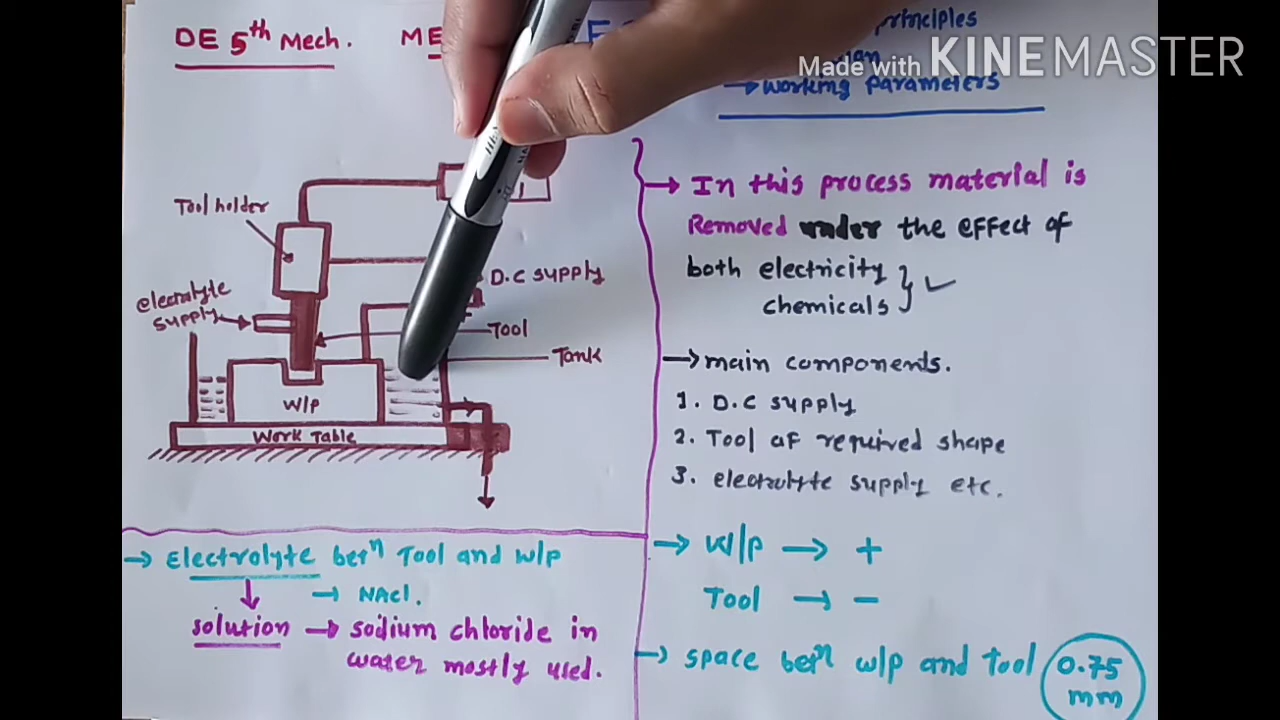 DE 5th Mech.
principles
Made with KINEMASTER
→ working parameters
Tool holder
electrolyte
supply
D.C supply
Tool
Tank
W/P
Work Table
→ In this process material is
Removed under the effect of
both electricity
chemicals
→ main components.
1. D.C supply
2. Tool of required shape
3. electrolyte supply etc.
→ W/P → +
Tool → -
→ space betn w/p and Tool 0.75
mm
→ Electrolyte betn Tool and W/p
→ NAcl.
solution → sodium chloride in
water mostly used.